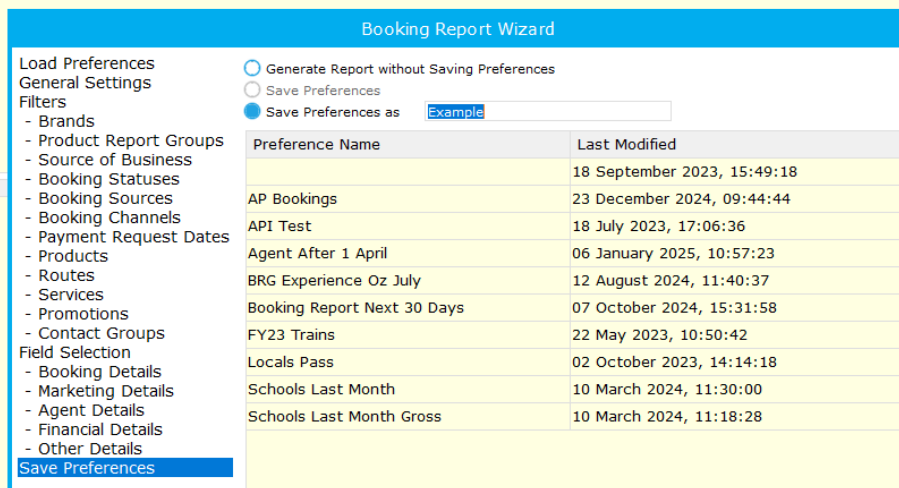 Booking Report Wizard
Load Preferences
General Settings
Filters
- Brands
- Product Report Groups
- Source of Business
- Booking Statuses
- Booking Sources
- Booking Channels
- Payment Request Dates
- Products
- Routes
- Services
- Promotions
- Contact Groups
Field Selection
- Booking Details
- Marketing Details
- Agent Details
- Financial Details
- Other Details
Save Preferences
Generate Report without Saving Preferences
Save Preferences
Save Preferences as Example
Preference Name Last Modified
18 September 2023, 15:49:18
AP Bookings 23 December 2024, 09:44:44
API Test 18 July 2023, 17:06:36
Agent After 1 April 06 January 2025, 10:57:23
BRG Experience Oz July 12 August 2024, 11:40:37
Booking Report Next 30 Days 07 October 2024, 15:31:58
FY23 Trains 22 May 2023, 10:50:42
Locals Pass 02 October 2023, 14:14:18
Schools Last Month 10 March 2024, 11:30:00
Schools Last Month Gross 10 March 2024, 11:18:28